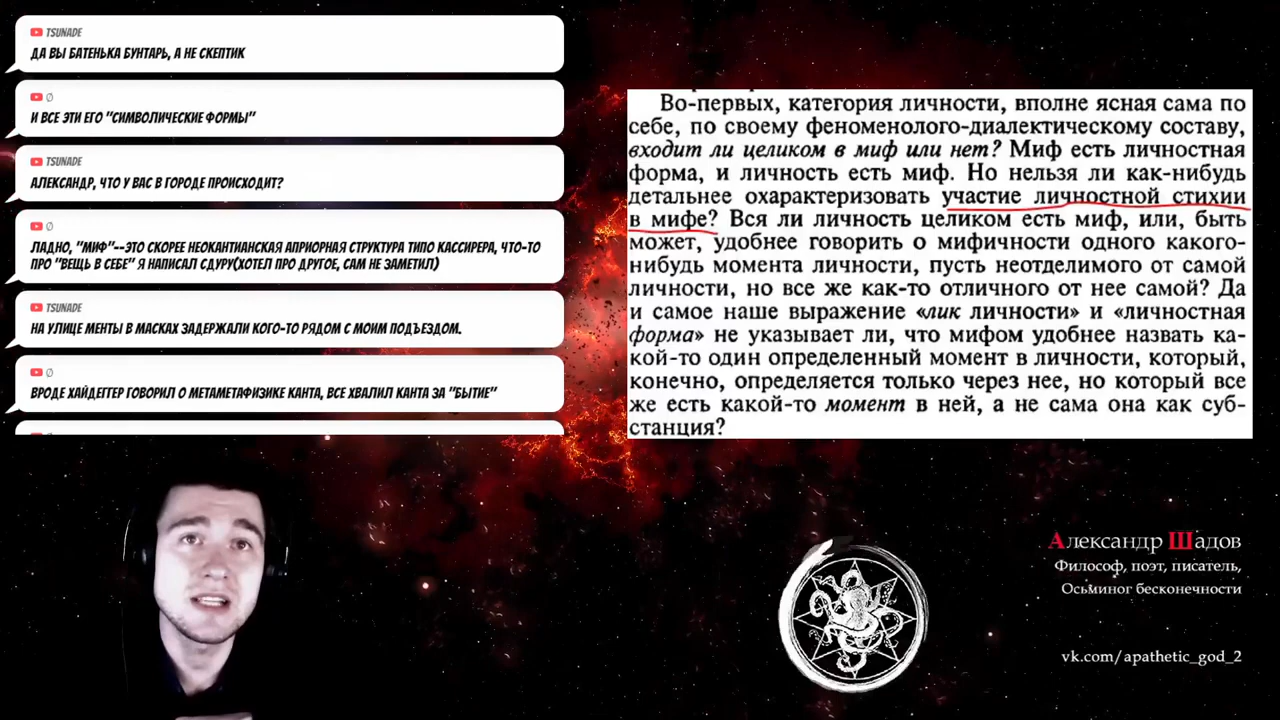 TSUNADE
ДА ВЫ БАТЕНЬКА БУНТАРЬ, А НЕ СКЕПТИК
Ø
И ВСЕ ЭТИ ЕГО "СИМВОЛИЧЕСКИЕ ФОРМЫ"
TSUNADE
АЛЕКСАНДР, ЧТО У ВАС В ГОРОДЕ ПРОИСХОДИТ?
Ø
ЛАДНО, "МИФ"--ЭТО СКОРЕЕ НЕОКАНТИАНСКАЯ АПРИОРНАЯ СТРУКТУРА ТИПО КАССИРЕРА, ЧТО-ТО
ПРО "ВЕЩЬ В СЕБЕ" Я НАПИСАЛ СДУРУ(ХОТЕЛ ПРО ДРУГОЕ, САМ НЕ ЗАМЕТИЛ)
TSUNADE
НА УЛИЦЕ МЕНТЫ В МАСКАХ ЗАДЕРЖАЛИ КОГО-ТО РЯДОМ С МОИМ ПОДЪЕЗДОМ.
Ø
ВРОДЕ ХАЙДЕГГЕР ГОВОРИЛ О МЕТАМЕТАФИЗИКЕ КАНТА, ВСЕ ХВАЛИЛ КАНТА ЗА "БЫТИЕ"
Во-первых, категория личности, вполне ясная сама по
себе, по своему феноменолого-диалектическому составу,
входит ли целиком в миф или нет? Миф есть личностная
форма, и личность есть миф. Но нельзя ли как-нибудь
детальнее охарактеризовать участие личностной стихии
в мифе? Вся ли личность целиком есть миф, или, быть
может, удобнее говорить о мифичности одного какого-
нибудь момента личности, пусть неотделимого от самой
личности, но все же как-то отличного от нее самой? Да
и самое наше выражение «лик личности» и «личностная
форма» не указывает ли, что мифом удобнее назвать ка-
кой-то один определенный момент в личности, который,
конечно, определяется только через нее, но который все
же есть какой-то момент в ней, а не сама она как суб-
станция?
Александр Шадов
Философ, поэт, писатель,
Осьминог бесконечности
vk.com/apathetic_god_2